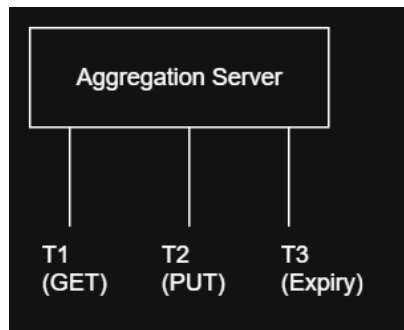 Aggregation Server
T1
(GET)
T2
(PUT)
T3
(Expiry)